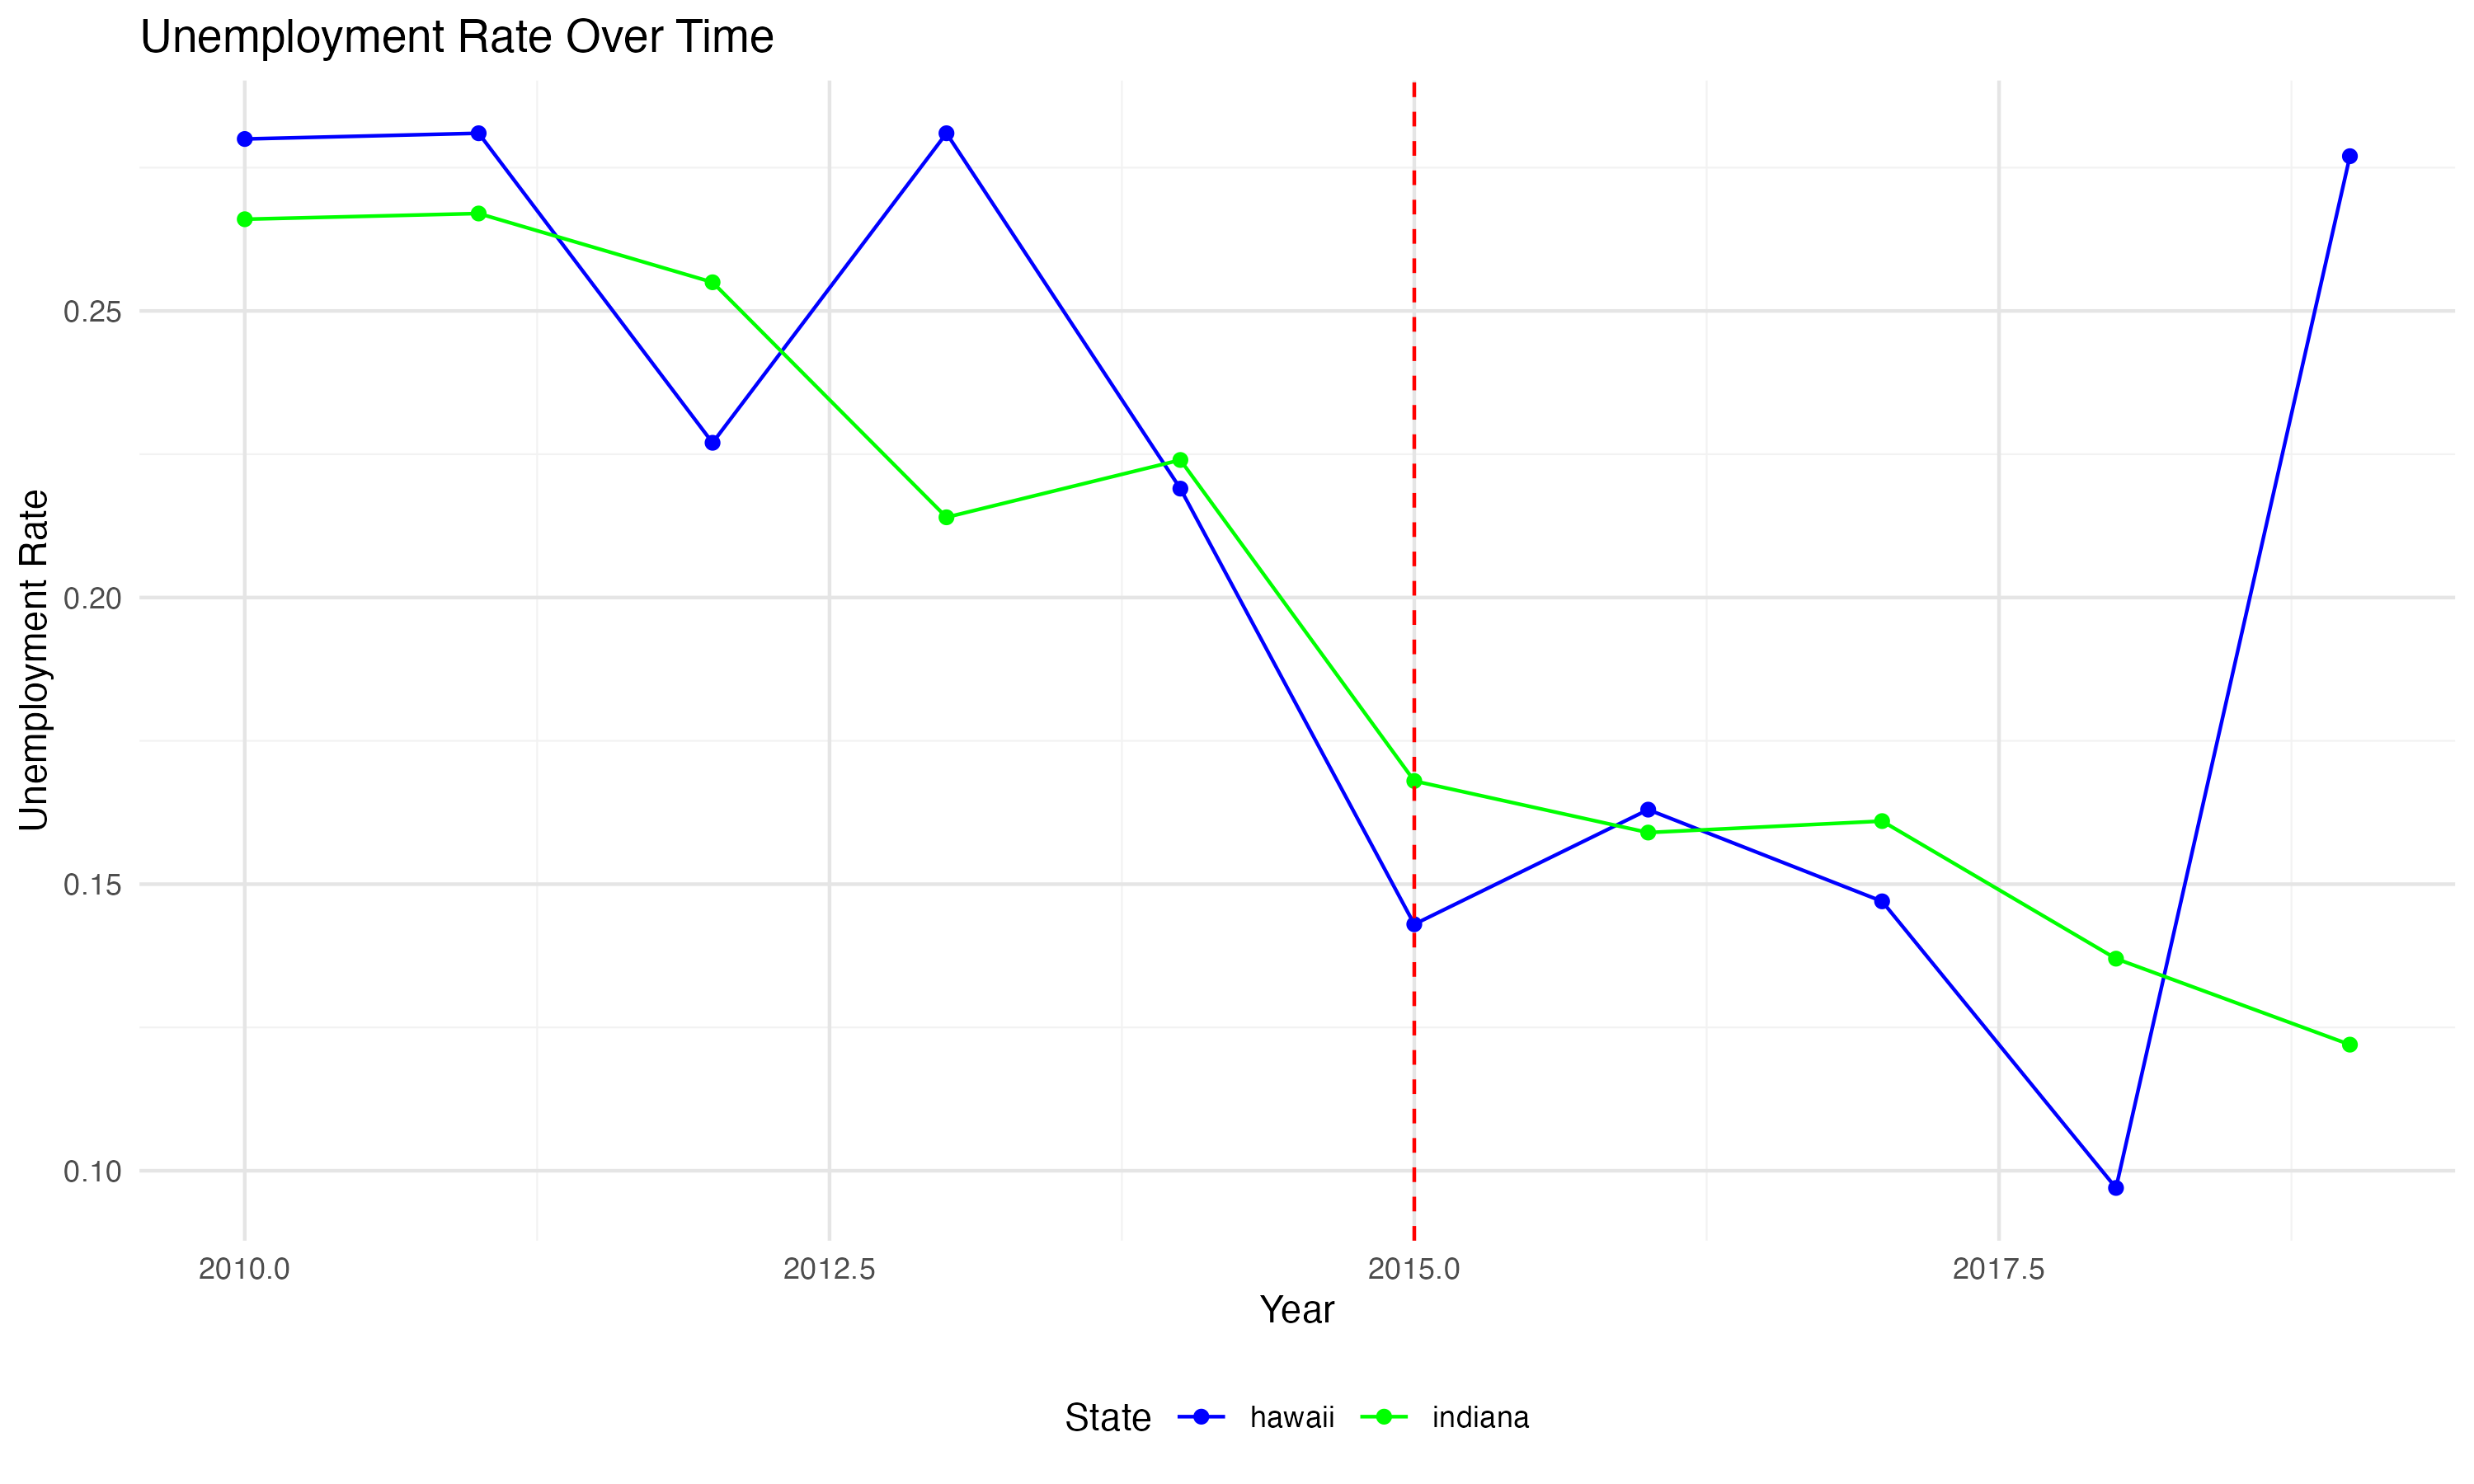 Unemployment Rate Over Time
Unemployment Rate
0.25
0.20
0.15
0.10
2010.0 2012.5 2015.0 2017.5
Year
State hawaii indiana